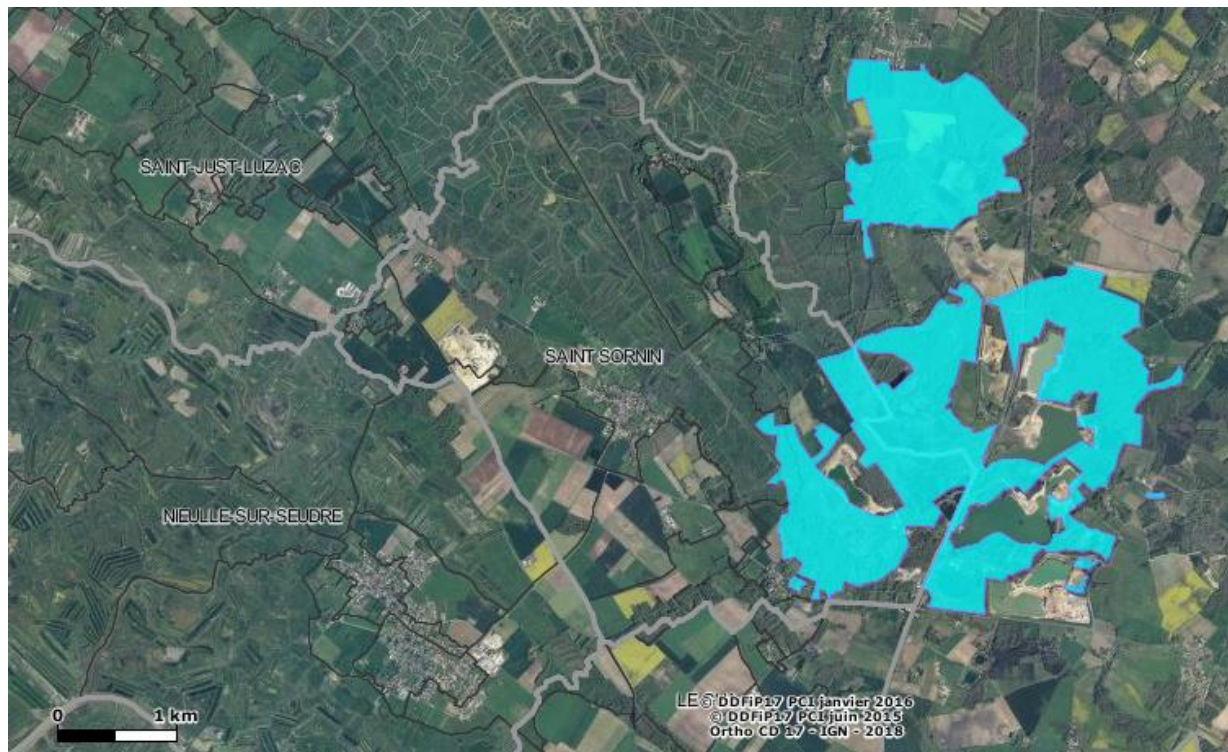 SAINT-JUST-LUZAC
SAINT SORNIN
NIEULLE-SUR-SEUDRE
LE
© DDFiP17 PCI janvier 2016
© DDFiP17 PCI juin 2015
Ortho CD 17 - IGN - 2018
0 1 km